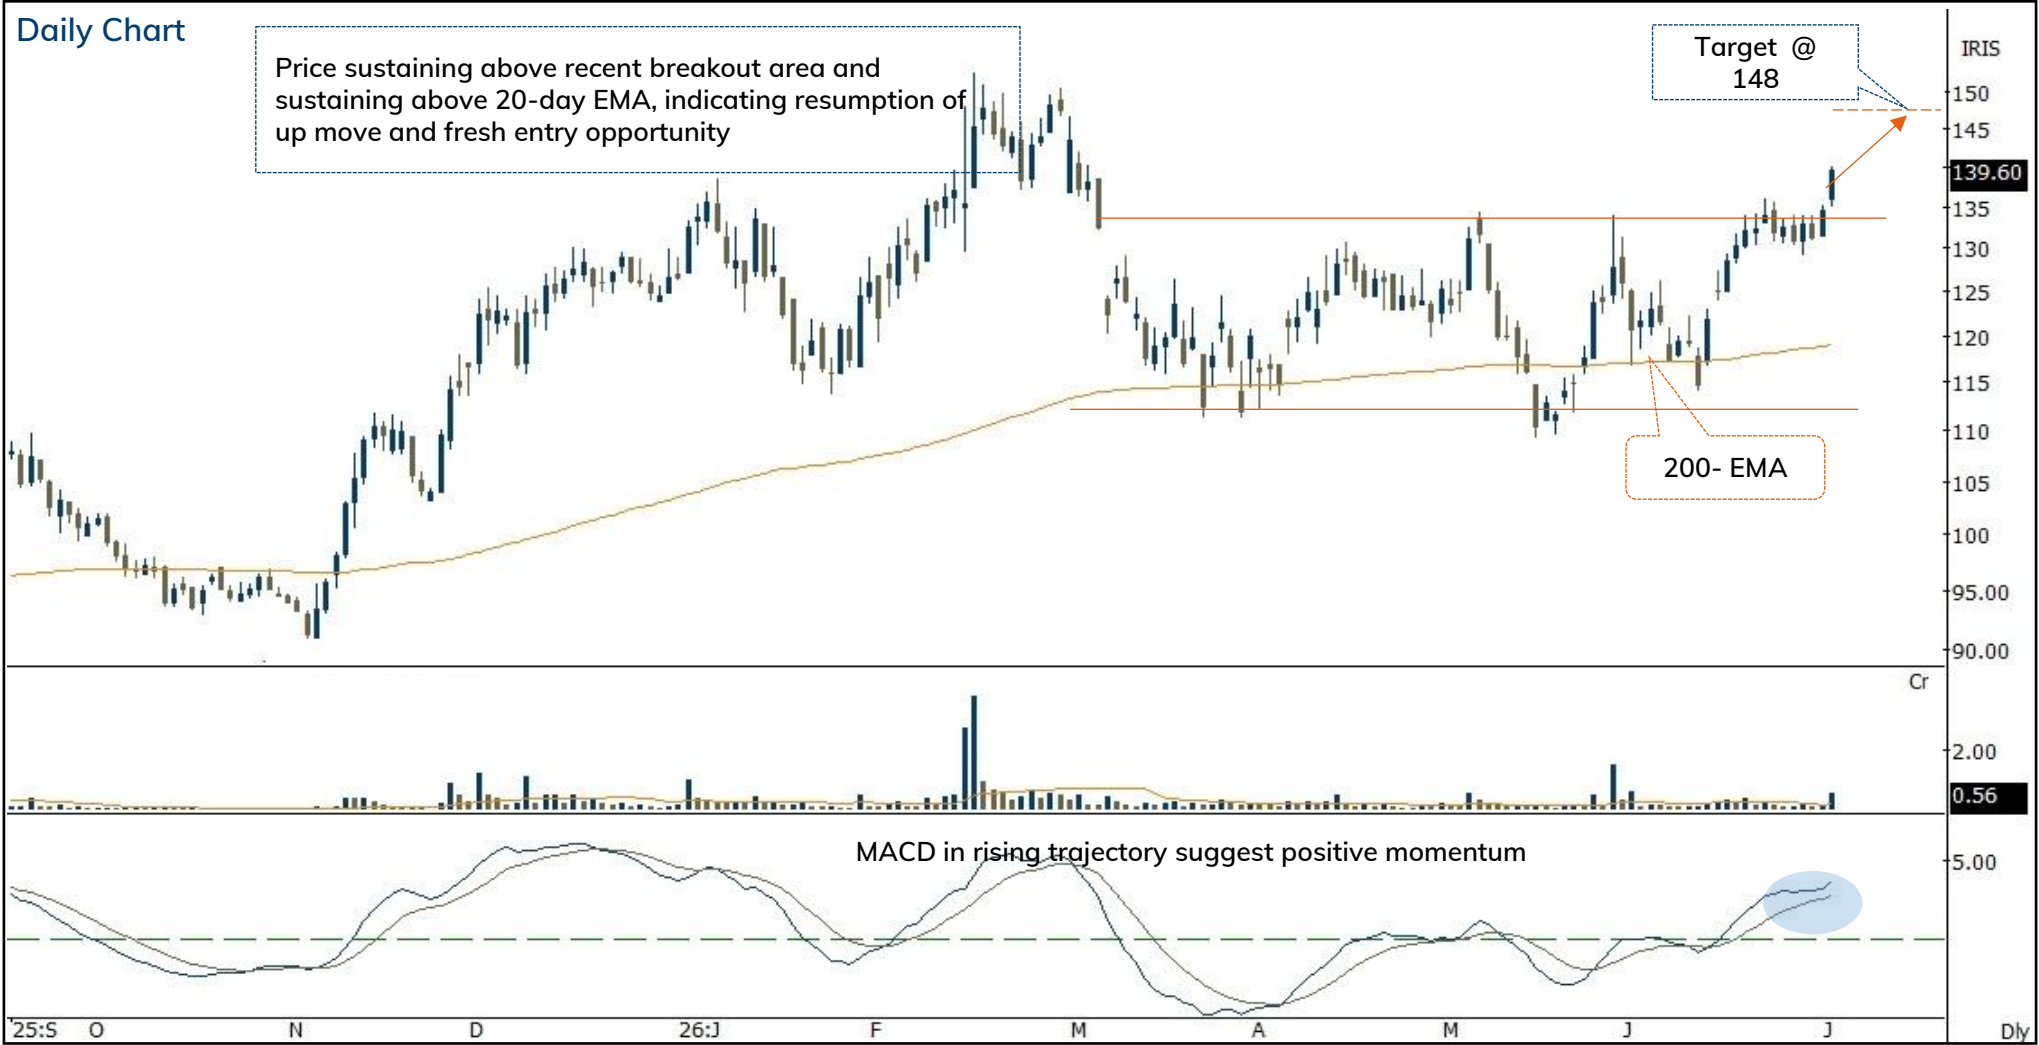 Daily Chart
Price sustaining above recent breakout area and
sustaining above 20-day EMA, indicating resumption of
up move and fresh entry opportunity
Target @
148
IRIS
150
145
139.60
135
130
125
120
115
110
105
100
95.00
90.00
200- EMA
Cr
2.00
0.56
MACD in rising trajectory suggest positive momentum
5.00
25:S O N D 26:J F M A M J J Dly